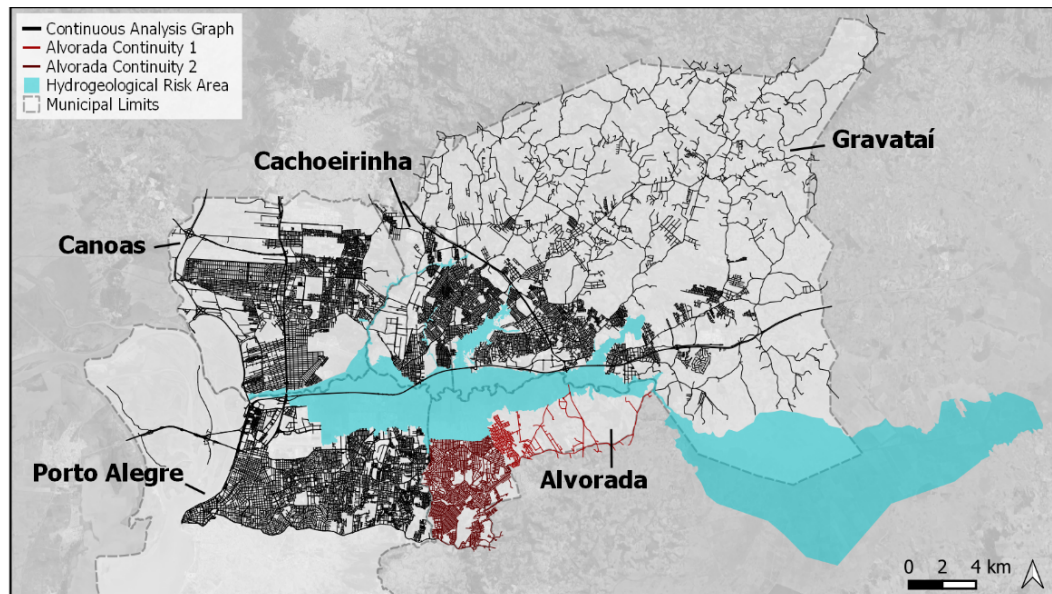 Continuous Analysis Graph
Alvorada Continuity 1
Alvorada Continuity 2
Hydrogeological Risk Area
Municipal Limits
Cachoeirinha
Gravataí
Canoas
Porto Alegre
Alvorada
0 2 4 km